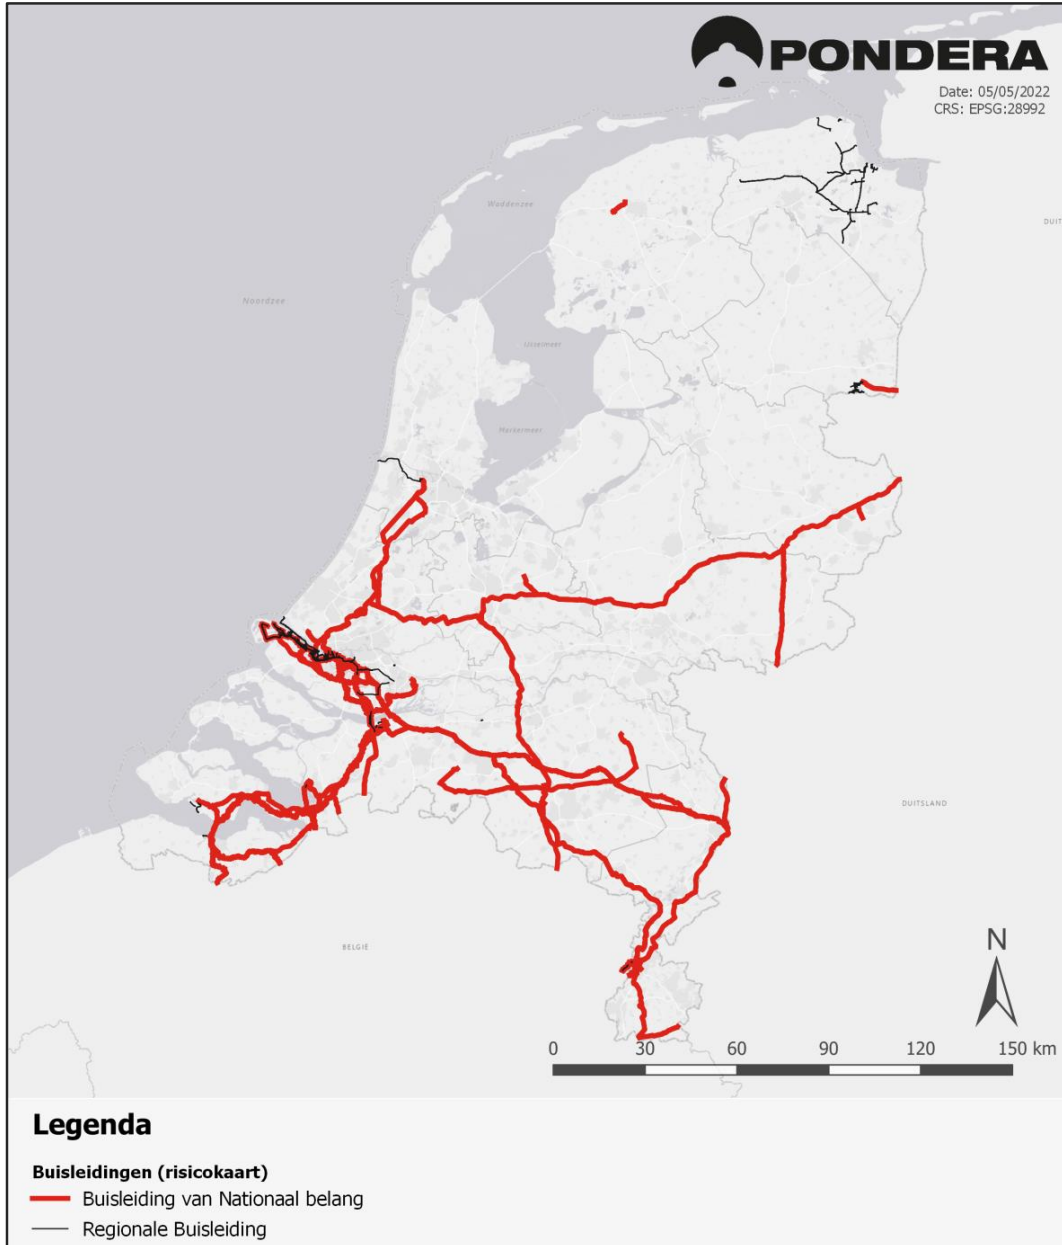 PONDERA
Date: 05/05/2022
CRS: EPSG:28992
Waddenzee
DUIT
Noordzee
IJsselmeer
Markermeer
DUITSLAND
BELGIË
N
0 30 60 90 120 150 km
Legenda
Buisleidingen (risicokaart)
Buisleiding van Nationaal belang
Regionale Buisleiding